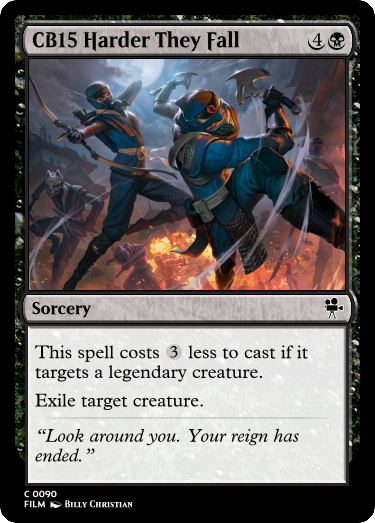 CB15 Harder They Fall 4
Sorcery
This spell costs 3 less to cast if it
targets a legendary creature.
Exile target creature.
“Look around you. Your reign has
ended.”
C 0090
FILM Billy Christian